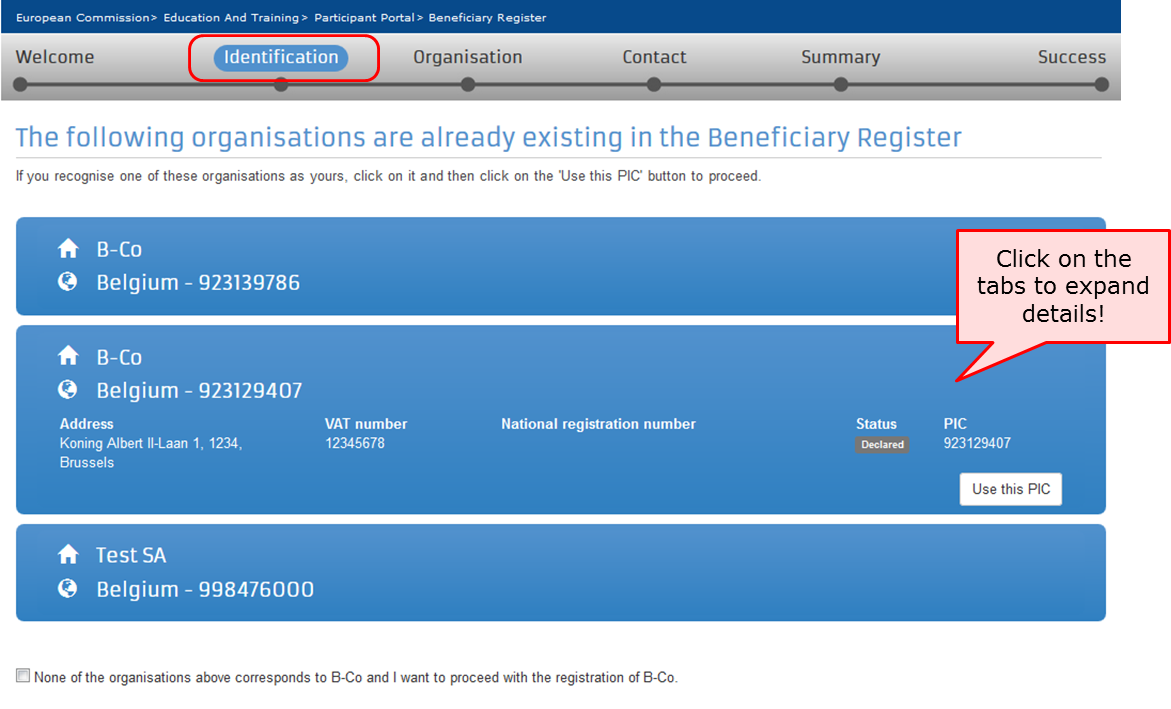 European Commission> Education And Training> Participant Portal> Beneficiary Register
Welcome Identification Organisation Contact Summary Success
The following organisations are already existing in the Beneficiary Register
If you recognise one of these organisations as yours, click on it and then click on the 'Use this PIC' button to proceed.
B-Co
Belgium - 923139786
Click on the
tabs to expand
details!
B-Co
Belgium - 923129407
Address VAT number National registration number Status PIC
Koning Albert II-Laan 1, 1234, 12345678 Declared 923129407
Brussels
Use this PIC
Test SA
Belgium - 998476000
None of the organisations above corresponds to B-Co and I want to proceed with the registration of B-Co.